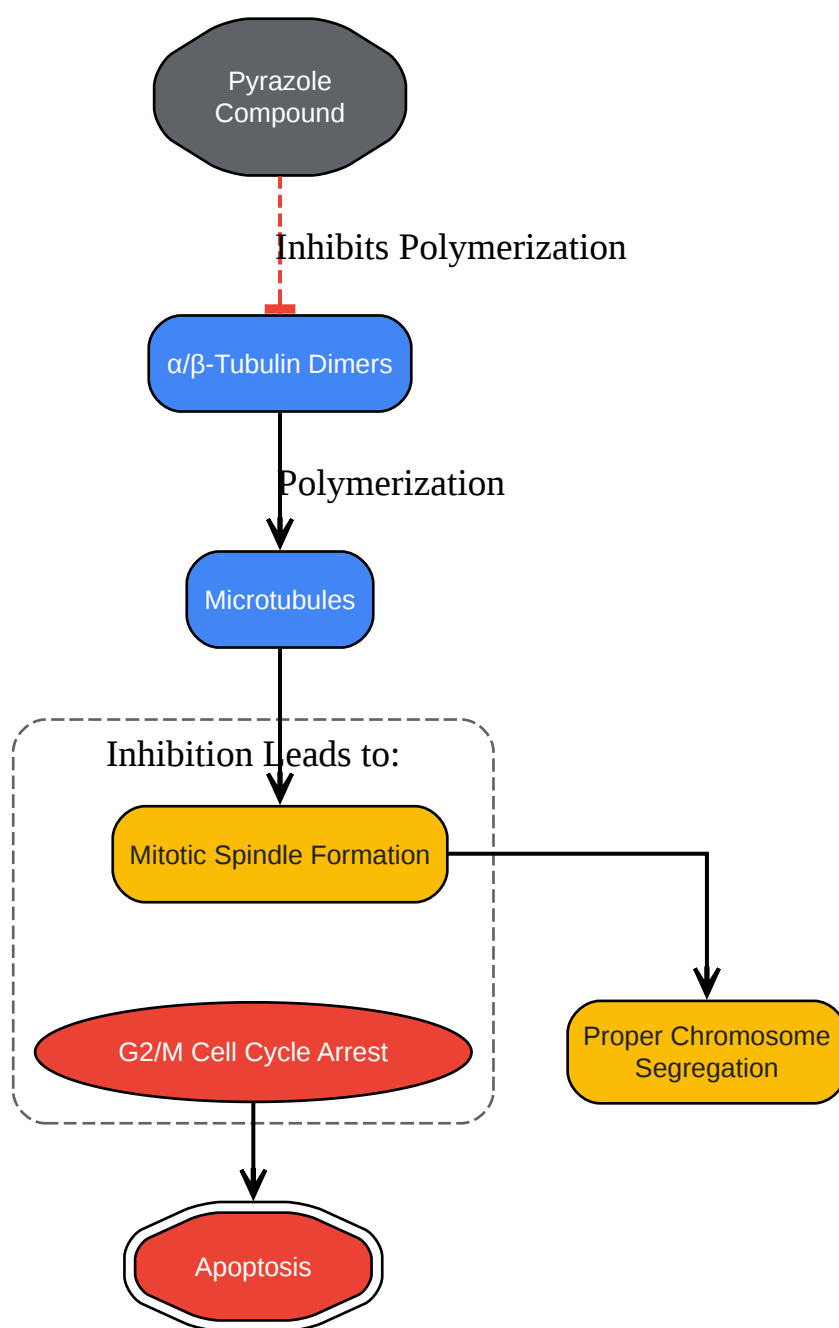 Pyrazole
Compound
Inhibits Polymerization
α/β-Tubulin Dimers
Polymerization
Microtubules
Inhibition Leads to:
Mitotic Spindle Formation
G2/M Cell Cycle Arrest
Proper Chromosome
Segregation
Apoptosis